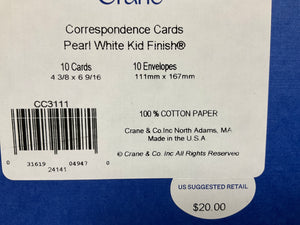 Crane
Correspondence Cards
Pearl White Kid Finish®
10 Cards 10 Envelopes
4 3/8 x 6 9/16 111mm x 167mm
CC3111
100 % COTTON PAPER
Crane & Co.Inc North Adams, MA
Made in the U.S.A
© Crane & Co. Inc All Rights Reserved
0 31619 04947 0
24141
US SUGGESTED RETAIL
$20.00